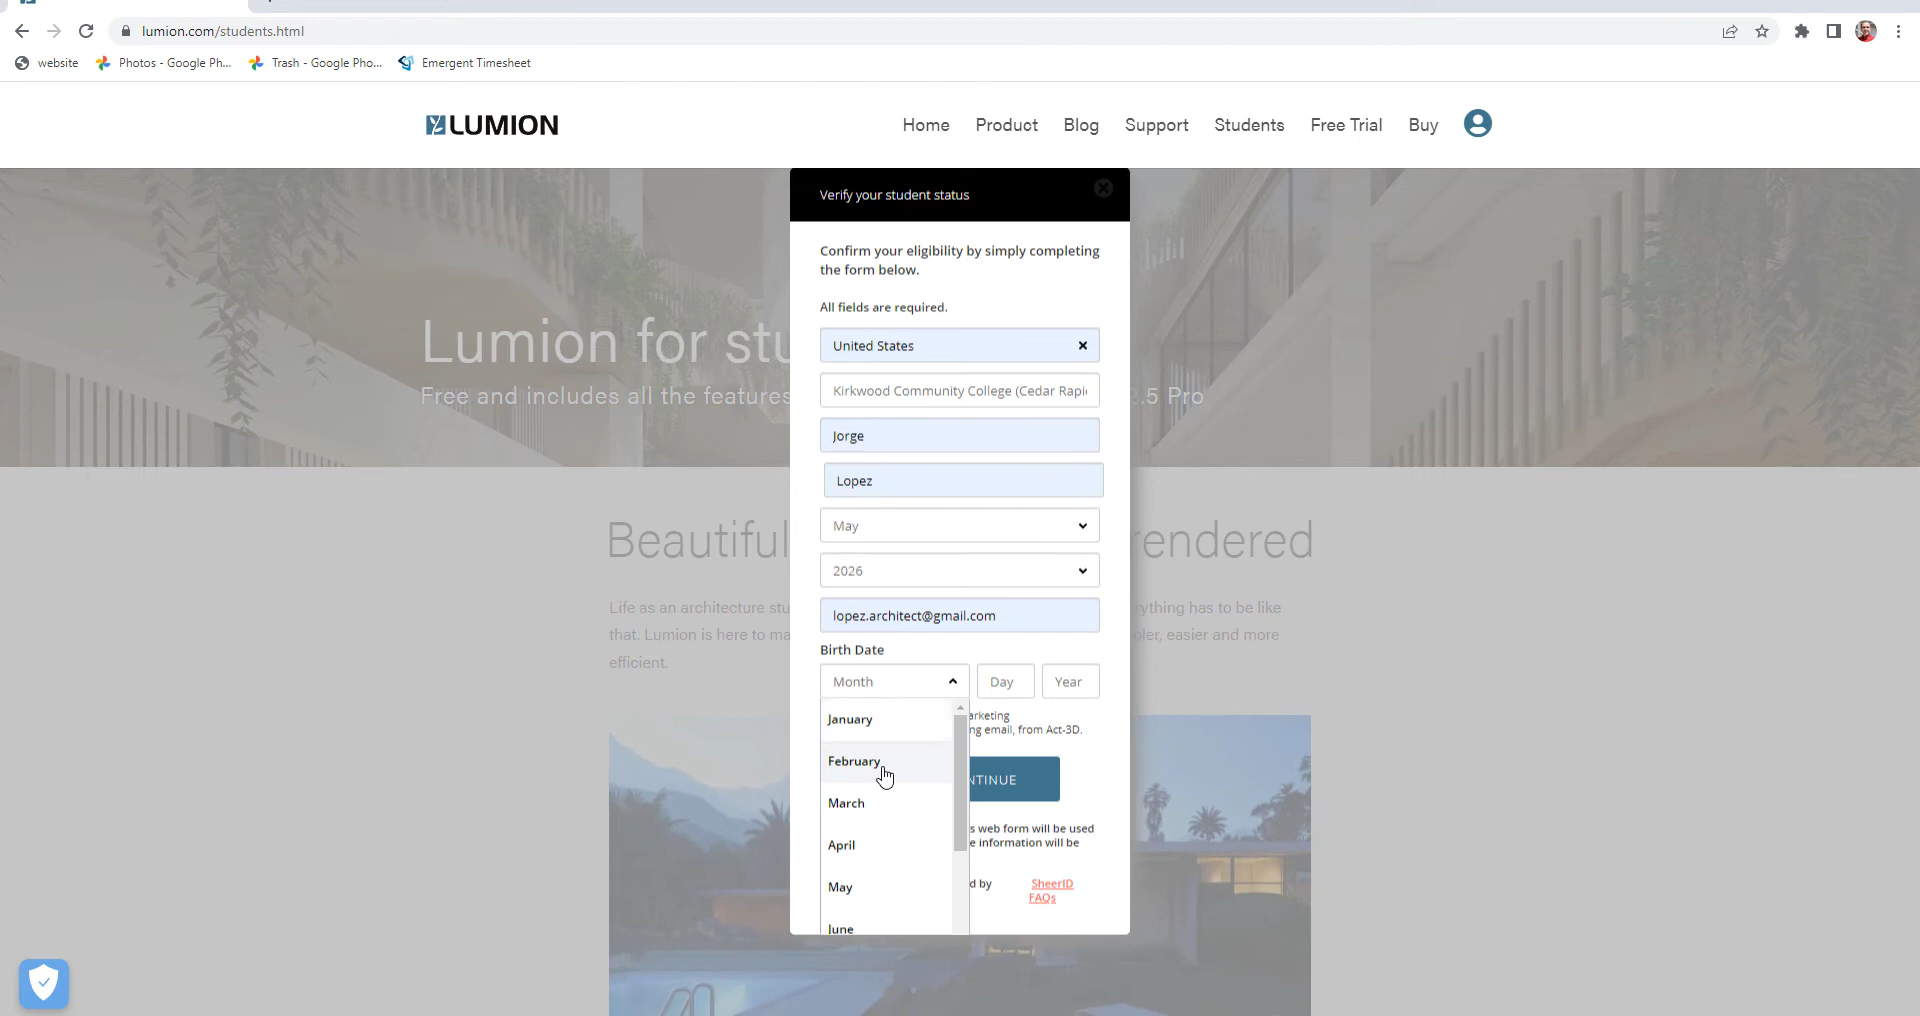 lumion.com/students.html
website
Photos - Google Ph...
Trash - Google Pho...
Emergent Timesheet
LUMION
Home
Product
Blog
Support
Students
Free Trial
Buy
Verify your student status
Confirm your eligibility by simply completing
the form below.
All fields are required.
United States
Kirkwood Community College (Cedar Rapi
Jorge
Lopez
May
2026
lopez.architect@gmail.com
Birth Date
Month
Day
Year
January
February
March
April
May
June
arketing
ng email, from Act-3D.
NTINUE
s web form will be used
e information will be
d by
SheerID
FAQs
Lumion for stu
Free and includes all the features
2.5 Pro
Beautiful
rendered
Life as an architecture stu
rything has to be like
that. Lumion is here to ma
pler, easier and more
efficient.